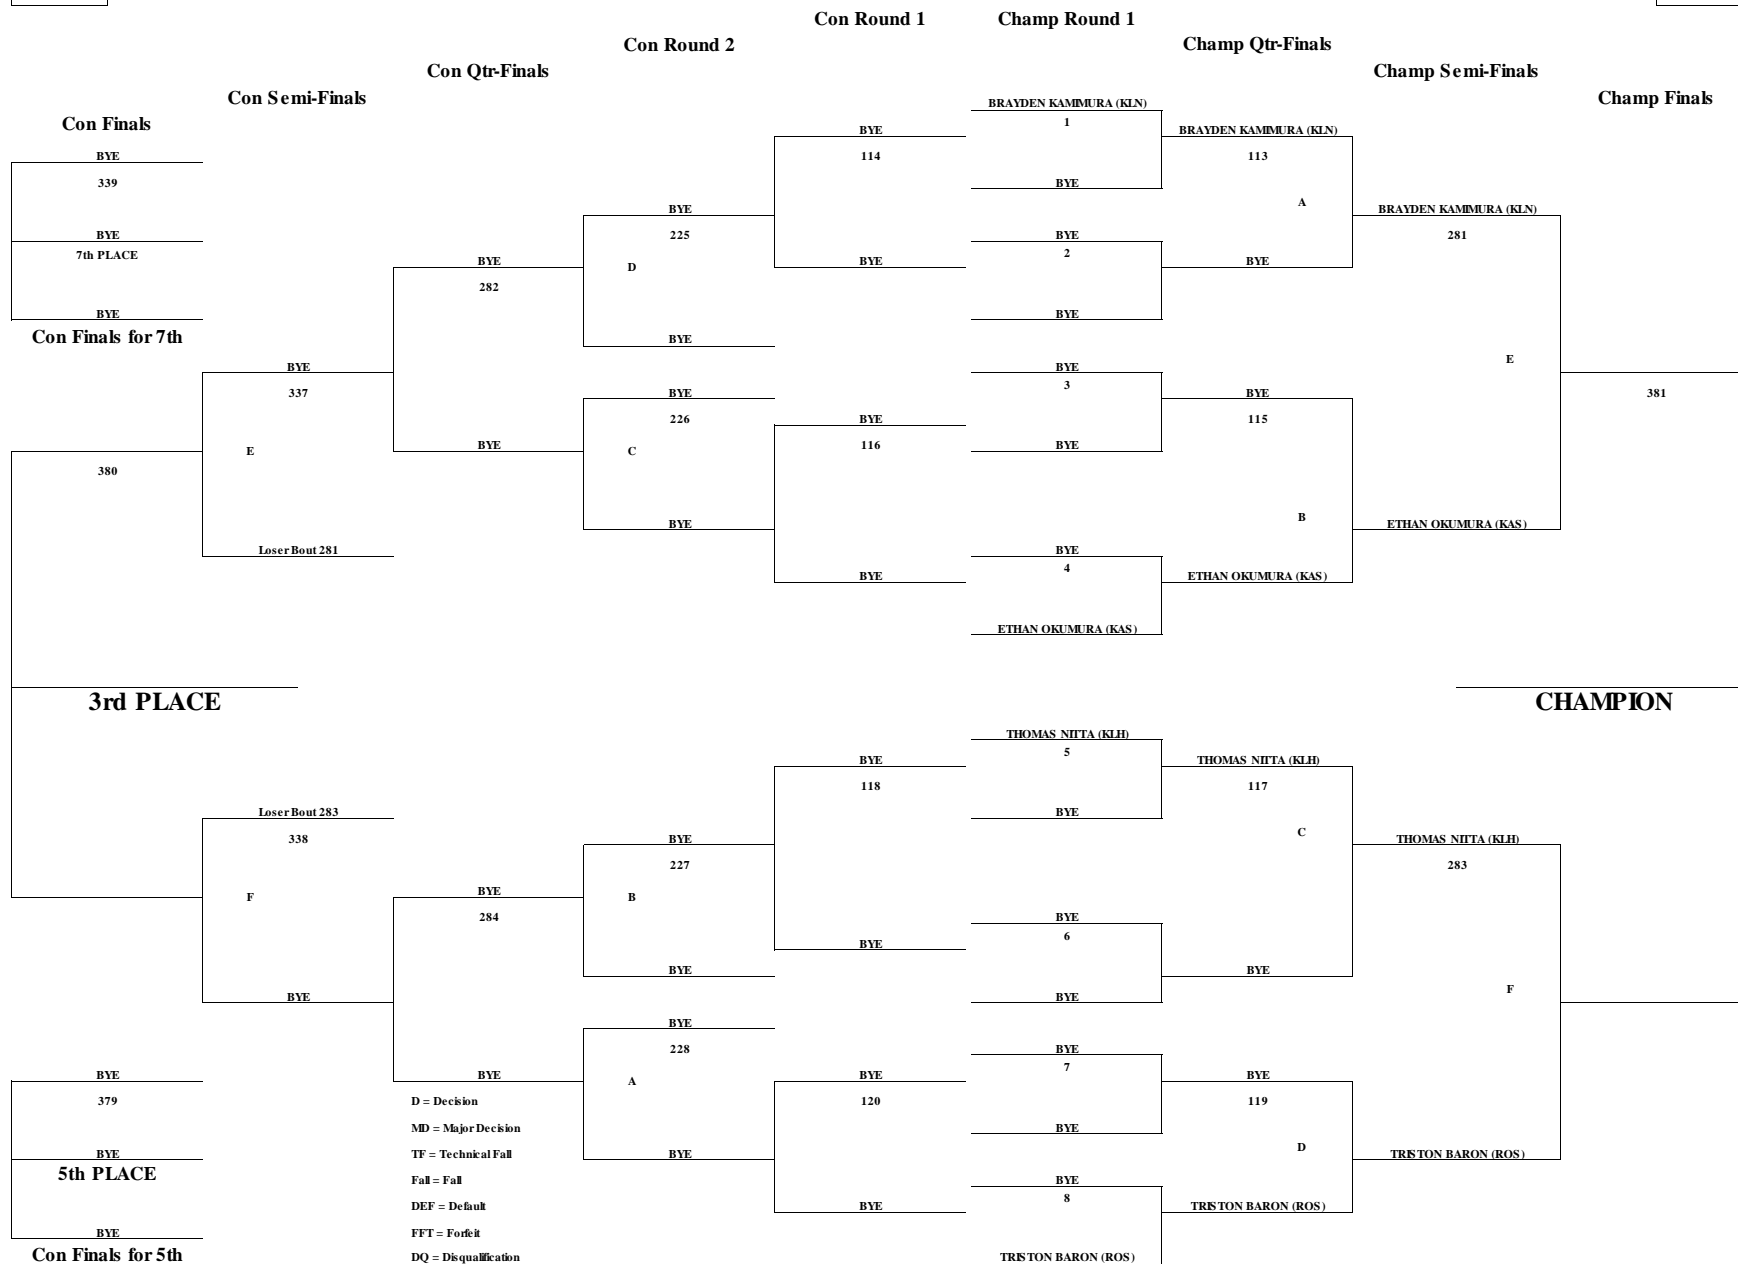 Con Round 1
Champ Round 1
Con Round 2
Champ Qtr-Finals
Con Qtr-Finals
Champ Semi-Finals
Con Semi-Finals
Champ Finals
Con Finals
BRAYDEN KAMIMURA (KLN)
1
BYE
BRAYDEN KAMIMURA (KLN)
BYE
114
113
339
BYE
A
BYE
BRAYDEN KAMIMURA (KLN)
BYE
225
BYE
281
7th PLACE
2
BYE
D
BYE
BYE
282
BYE
BYE
Con Finals for 7th
BYE
E
BYE
BYE
337
3
381
BYE
BYE
226
BYE
115
E
BYE
C
116
BYE
380
B
BYE
ETHAN OKUMURA (KAS)
Loser Bout 281
BYE
4
BYE
ETHAN OKUMURA (KAS)
ETHAN OKUMURA (KAS)
3rd PLACE
CHAMPION
THOMAS NITTA (KLH)
5
BYE
THOMAS NITTA (KLH)
118
117
Loser Bout 283
BYE
C
338
BYE
THOMAS NITTA (KLH)
227
283
BYE
F
B
284
BYE
6
BYE
BYE
BYE
BYE
BYE
F
BYE
228
BYE
7
BYE
BYE
A
BYE
BYE
379
D = Decision
120
119
MD = Major Decision
BYE
D
BYE
TF = Technical Fall
BYE
TRISTON BARON (ROS)
5th PLACE
Fall = Fall
BYE
8
DEF = Default
BYE
TRISTON BARON (ROS)
BYE
FFT = Forfeit
Con Finals for 5th
DQ = Disqualification
TRISTON BARON (ROS)